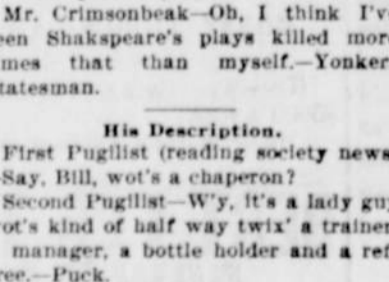 Mr. Crimsonbeak—Oh, I think I'v
een Shakspeare's plays killed mor
mes that than myself.—Yonker
tatesman.
His Description.
First Pugilist (reading society news
—Say, Bill, wot's a chaperon?
Second Pugilist—W'y, it's a lady gu
ot's kind of half way twix' a trainer
manager, a bottle holder and a ref
ree.—Puck.